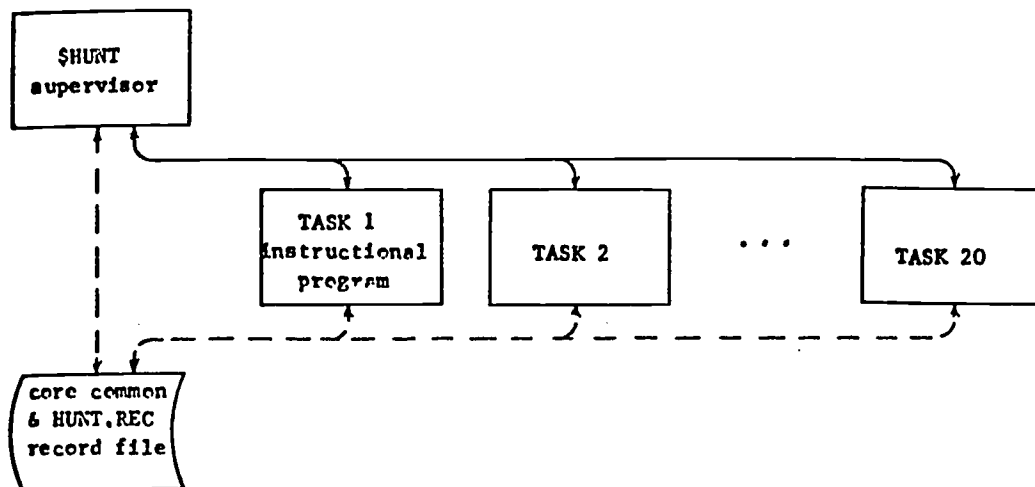 $HUNT
supervisor
TASK 1
instructional
program
TASK 2
...
TASK 20
core common
& HUNT.REC
record file